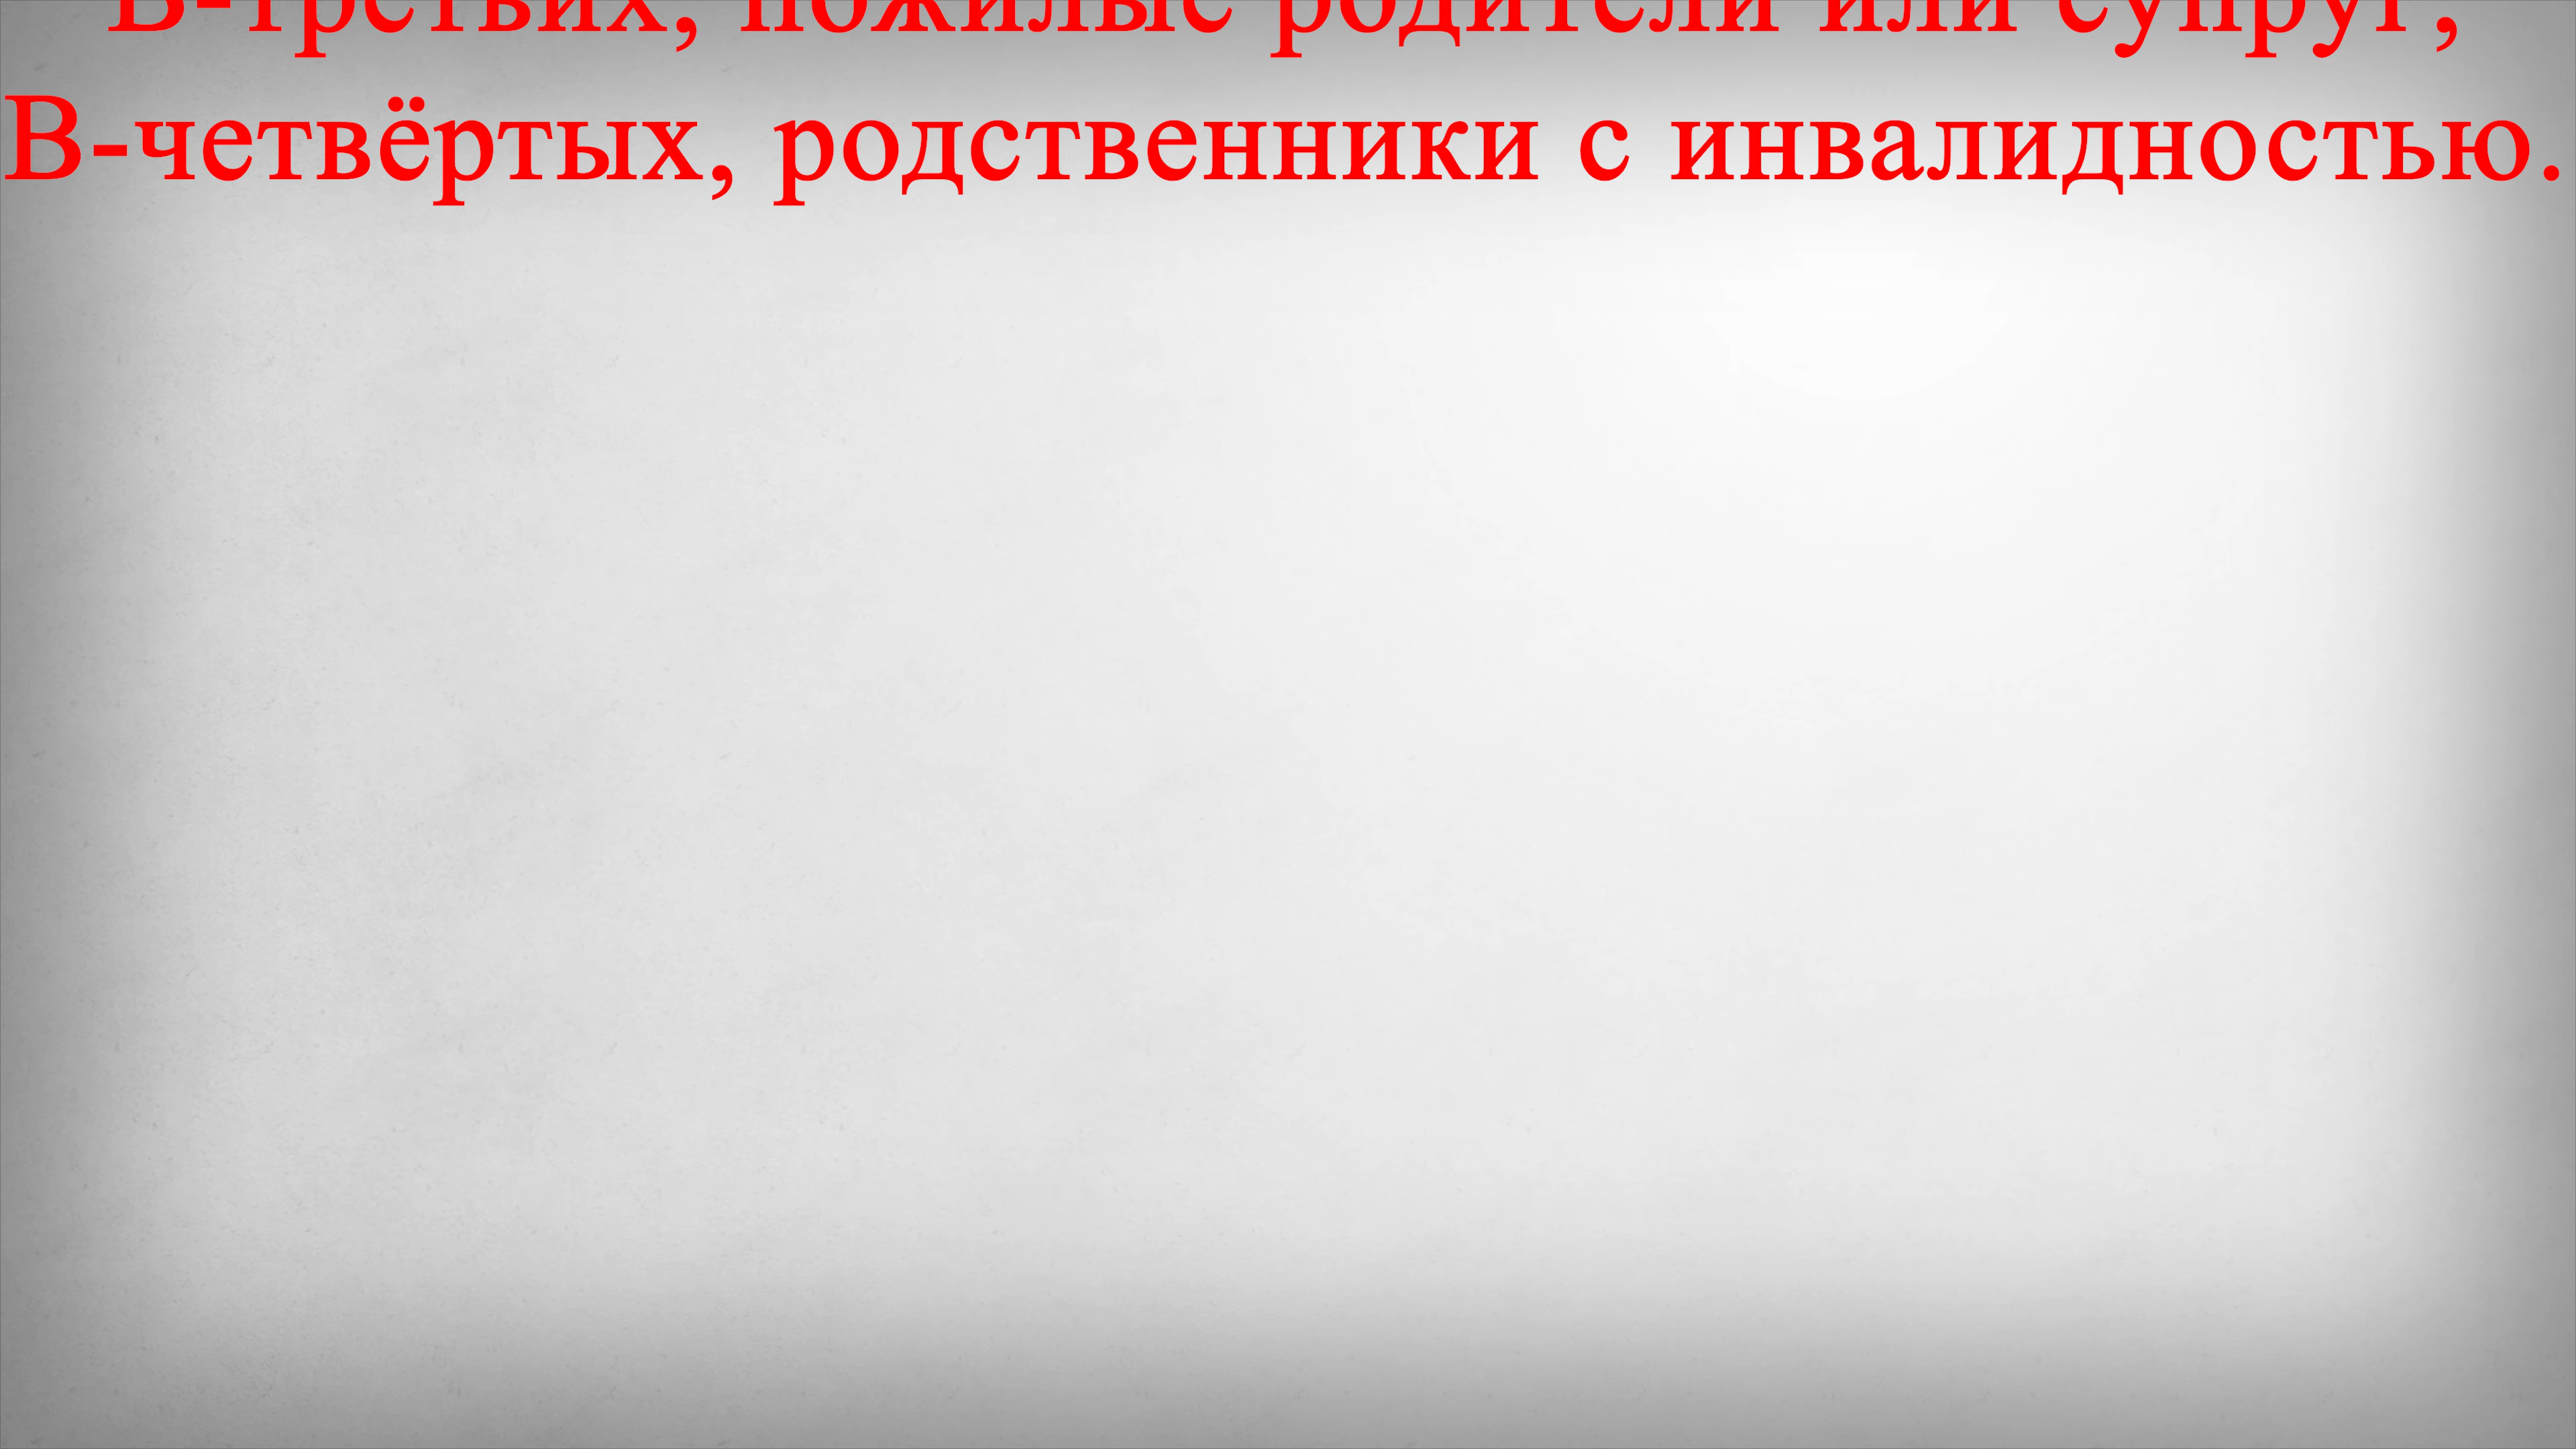 В-третьих, пожилые родители или супруг,
В-четвёртых, родственники с инвалидностью.